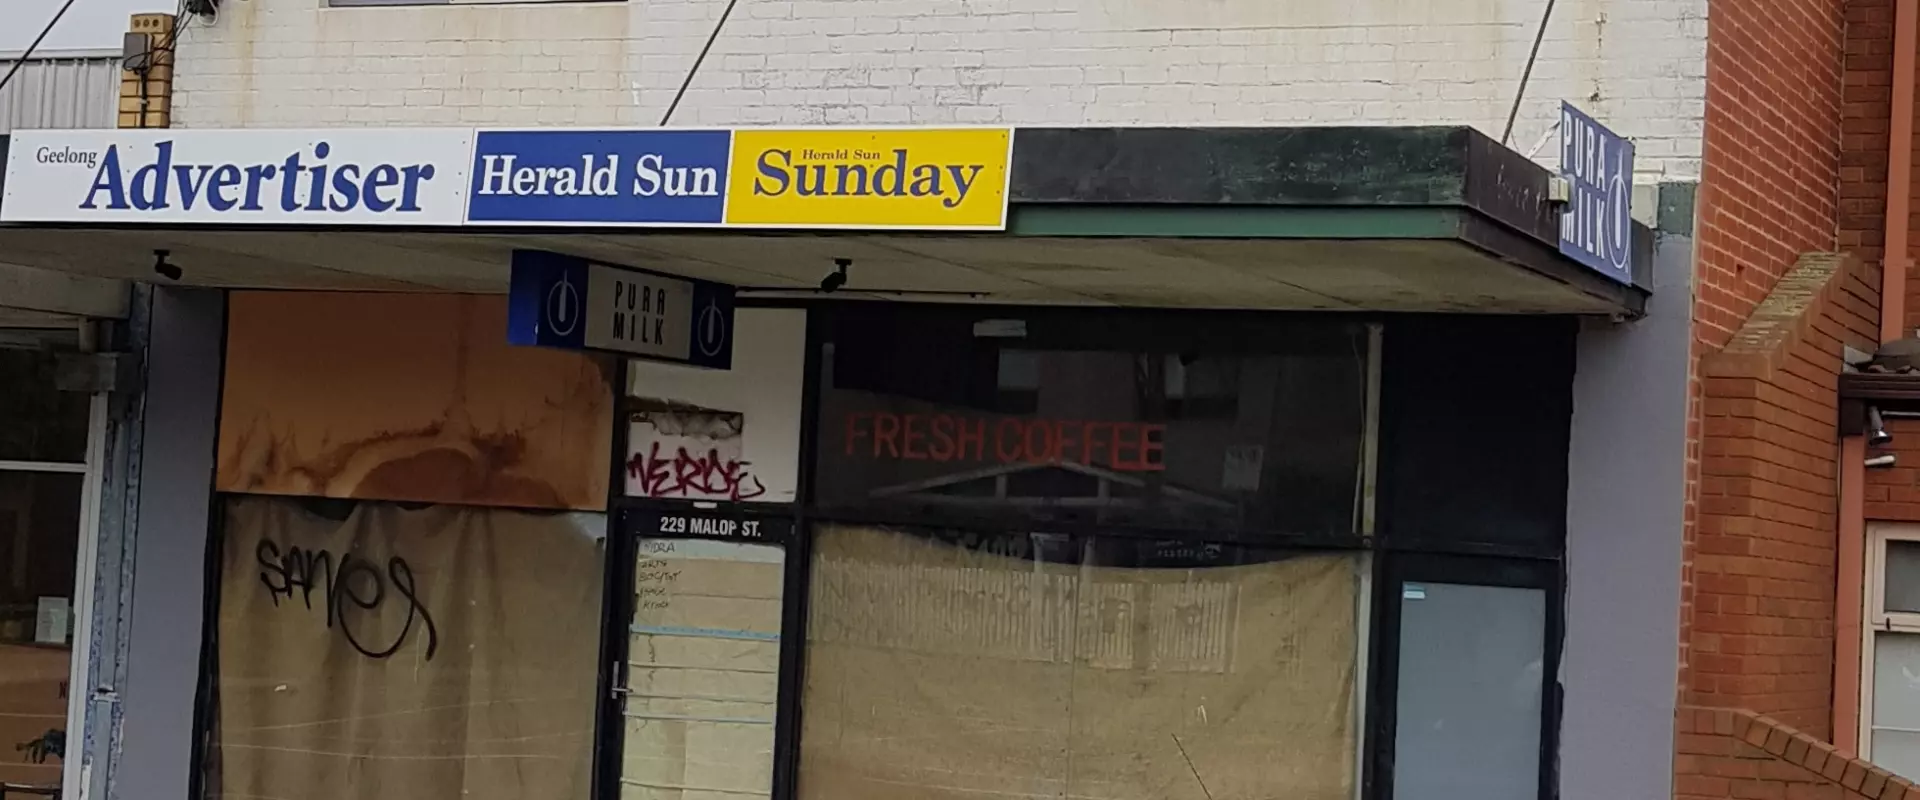 Geelong
Advertiser
Herald Sun
Herald Sun
Sunday
PURA
MILK
PURA
MILK
FRESH COFFEE
229 MALOP ST.